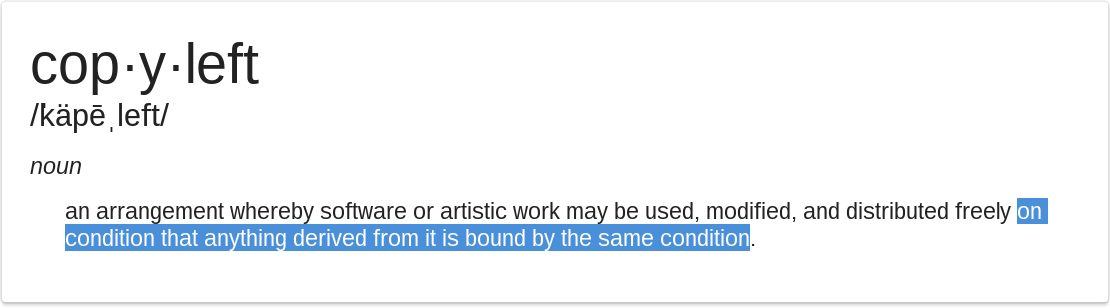 cop·y·left
/ˈkäpēˌleft/
noun
an arrangement whereby software or artistic work may be used, modified, and distributed freely on
condition that anything derived from it is bound by the same condition.